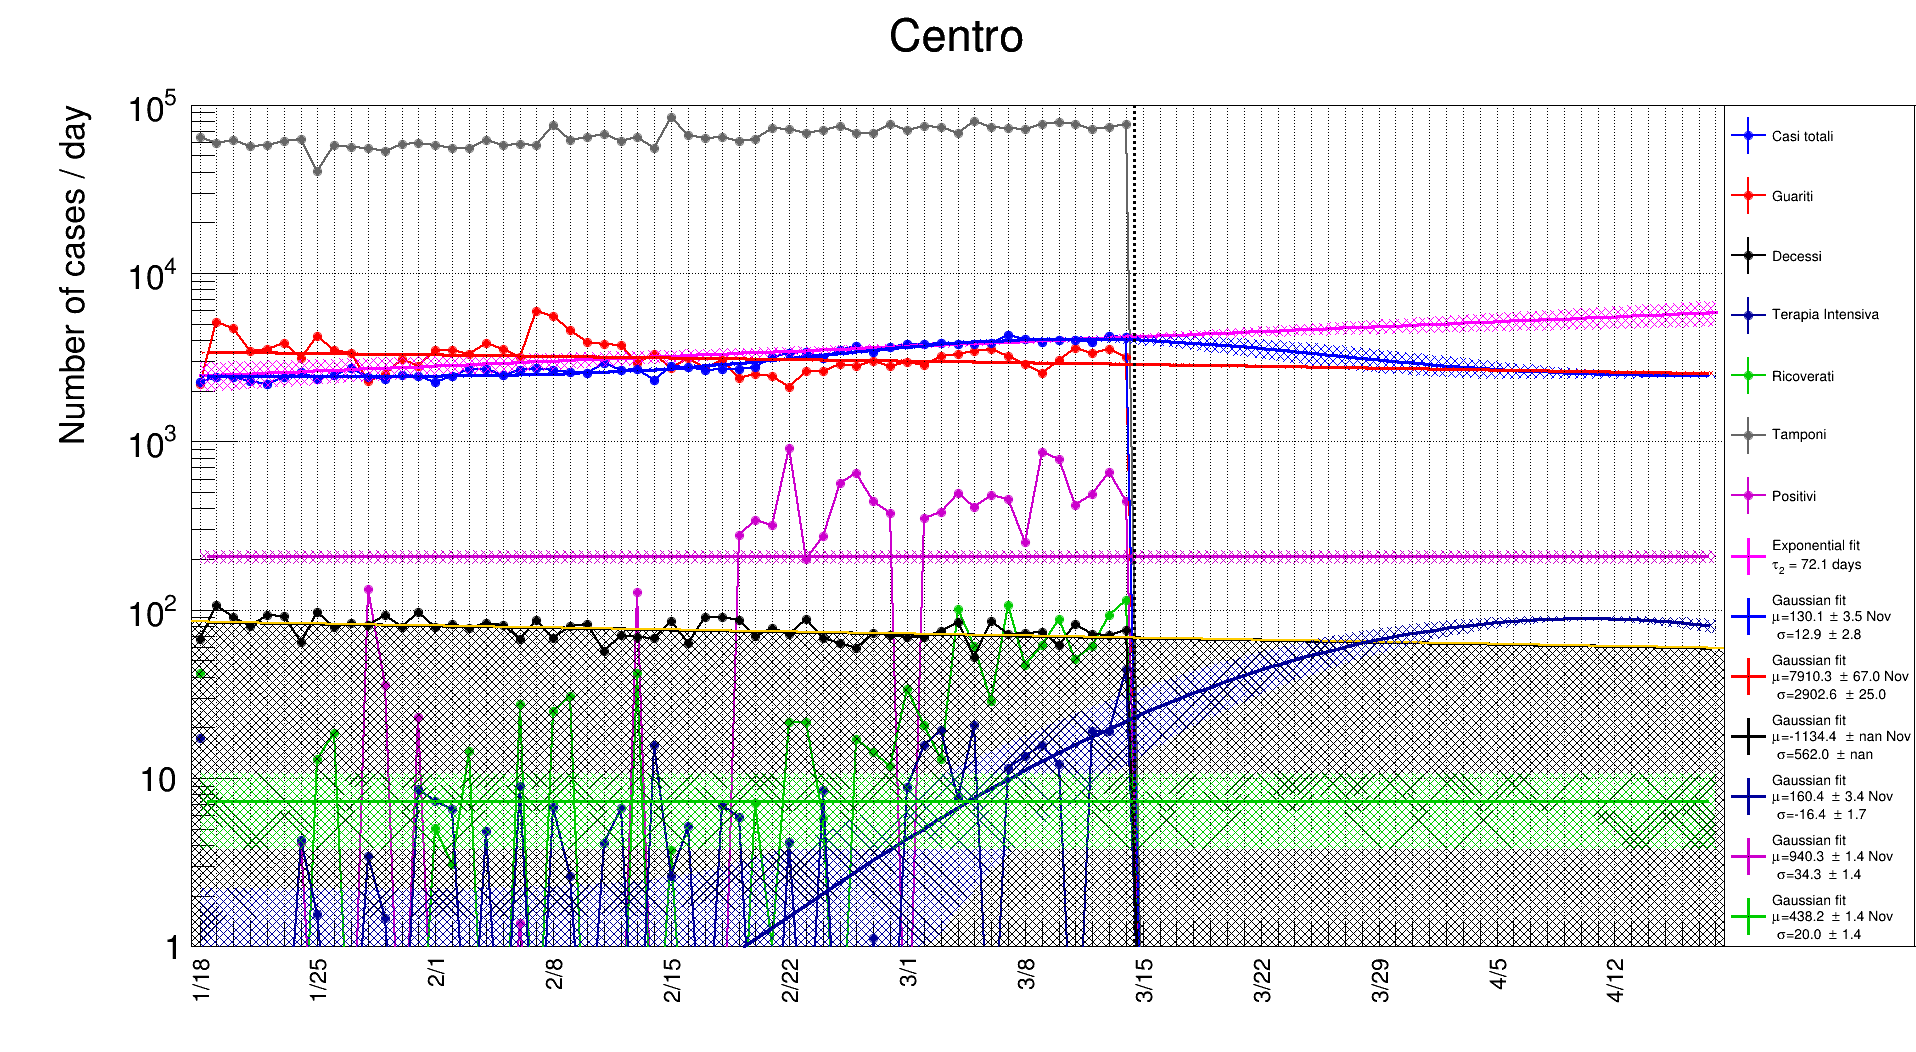 Centro
Number of cases / day
10^5
10^4
10^3
10^2
10
1
1/18
1/25
2/1
2/8
2/15
2/22
3/1
3/8
3/15
3/22
3/29
4/5
4/12
Casi totali
Guariti
Decessi
Terapia Intensiva
Ricoverati
Tamponi
Positivi
Exponential fit
τ2 = 72.1 days
Gaussian fit
μ=130.1 ± 3.5 Nov
σ=12.9 ± 2.8
Gaussian fit
μ=7910.3 ± 67.0 Nov
σ=2902.6 ± 25.0
Gaussian fit
μ=-1134.4 ± nan Nov
σ=562.0 ± nan
Gaussian fit
μ=160.4 ± 3.4 Nov
σ=-16.4 ± 1.7
Gaussian fit
μ=940.3 ± 1.4 Nov
σ=34.3 ± 1.4
Gaussian fit
μ=438.2 ± 1.4 Nov
σ=20.0 ± 1.4